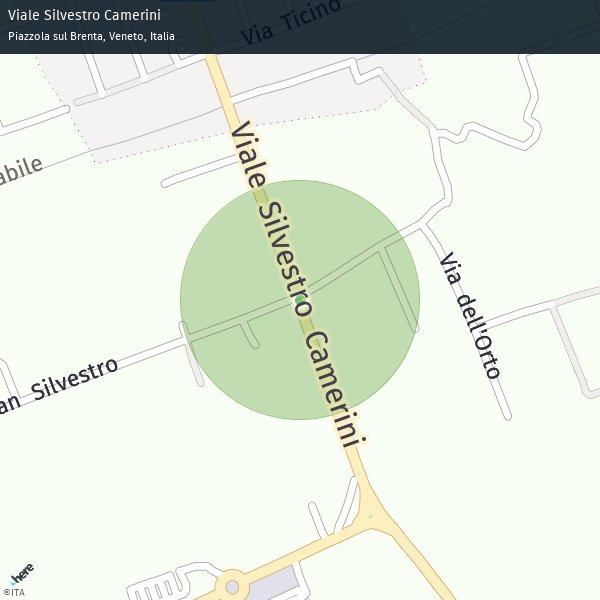 Viale Silvestro Camerini
Piazzola sul Brenta, Veneto, Italia
Via Ticino
abile
Viale Silvestro Camerini
Via dell'Orto
an Silvestro
here
©ITA